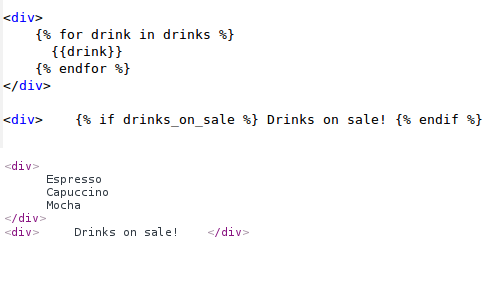 <div>
{% for drink in drinks %}
{{drink}}
{% endfor %}
</div>
<div> {% if drinks_on_sale %} Drinks on sale! {% endif %}
<div>
Espresso
Capuccino
Mocha
</div>
<div> Drinks on sale! </div>